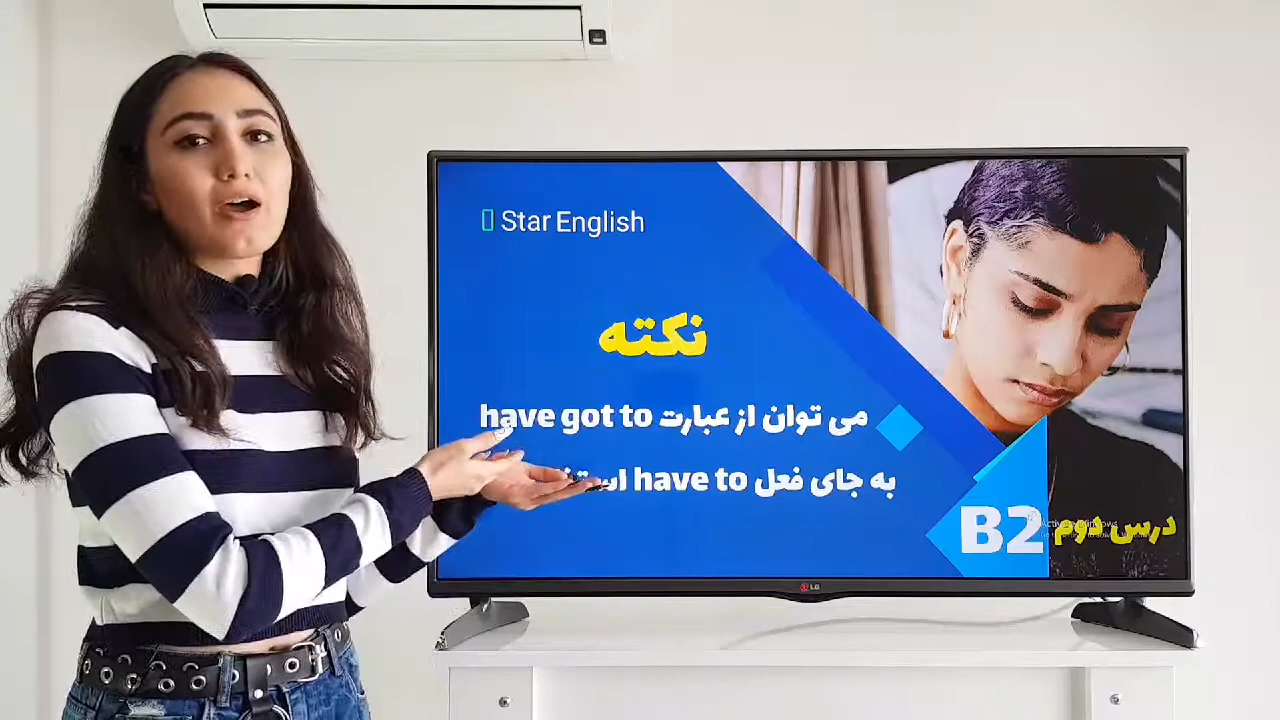 Star English
نکته
می توان از عبارت have got to
به جای فعل have to
B2 درس دوم
LG